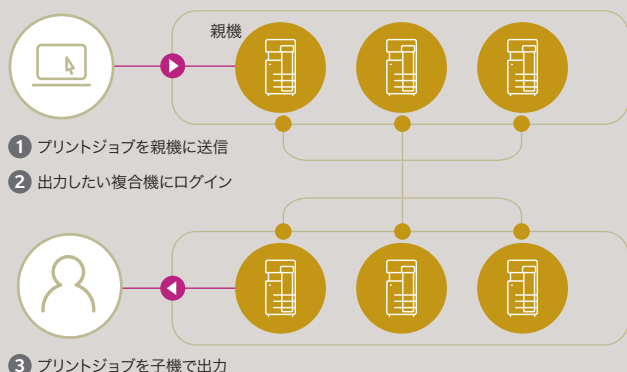 親機
1 プリントジョブを親機に送信
2 出力したい複合機にログイン
3 プリントジョブを子機で出力